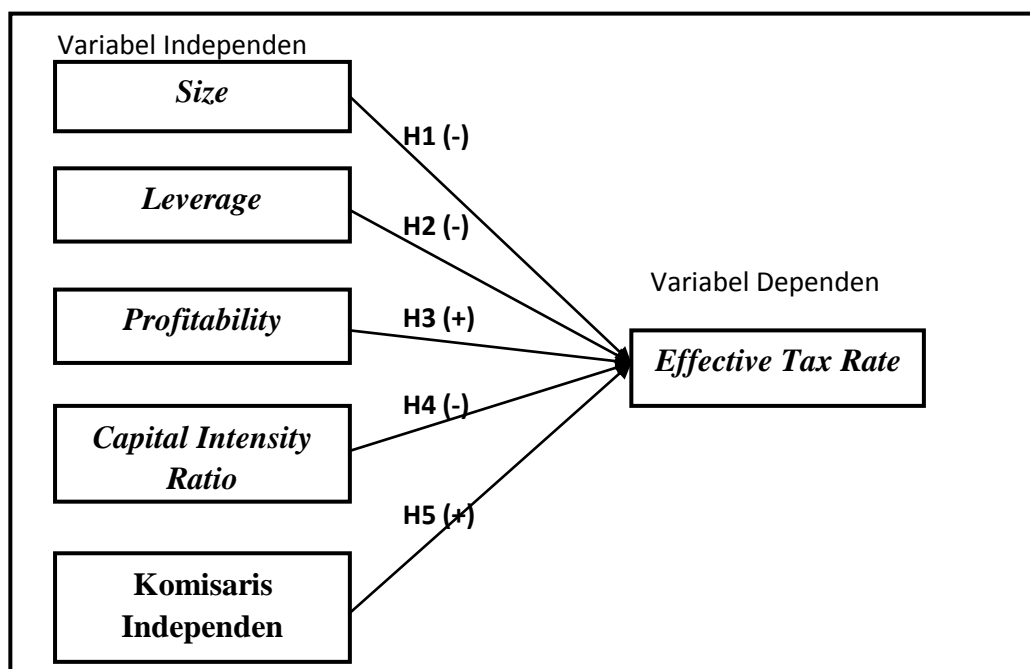 Variabel Independen
Size
H1 (-)
Leverage
H2 (-)
Variabel Dependen
Profitability
H3 (+)
Effective Tax Rate
H4 (-)
Capital Intensity
Ratio
H5 (+)
Komisaris
Independen